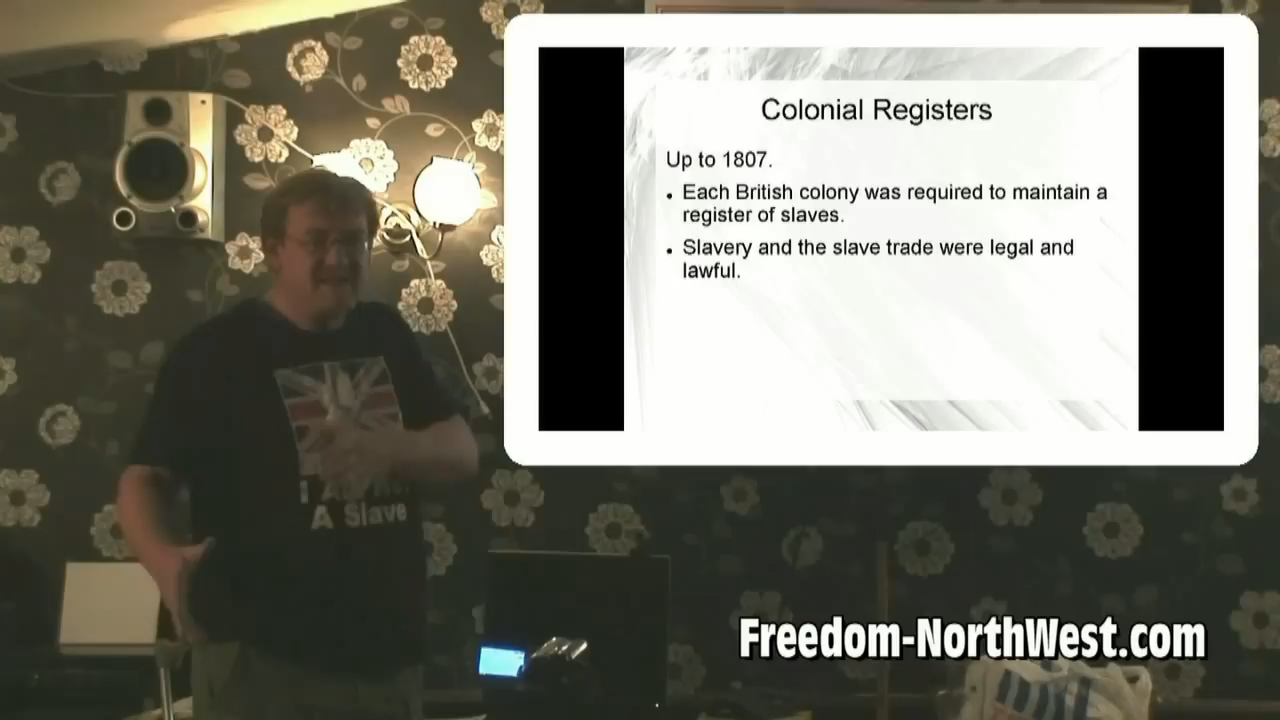 Colonial Registers
Up to 1807.
• Each British colony was required to maintain a
register of slaves.
• Slavery and the slave trade were legal and
lawful.
I
A Slave
Freedom-NorthWest.com